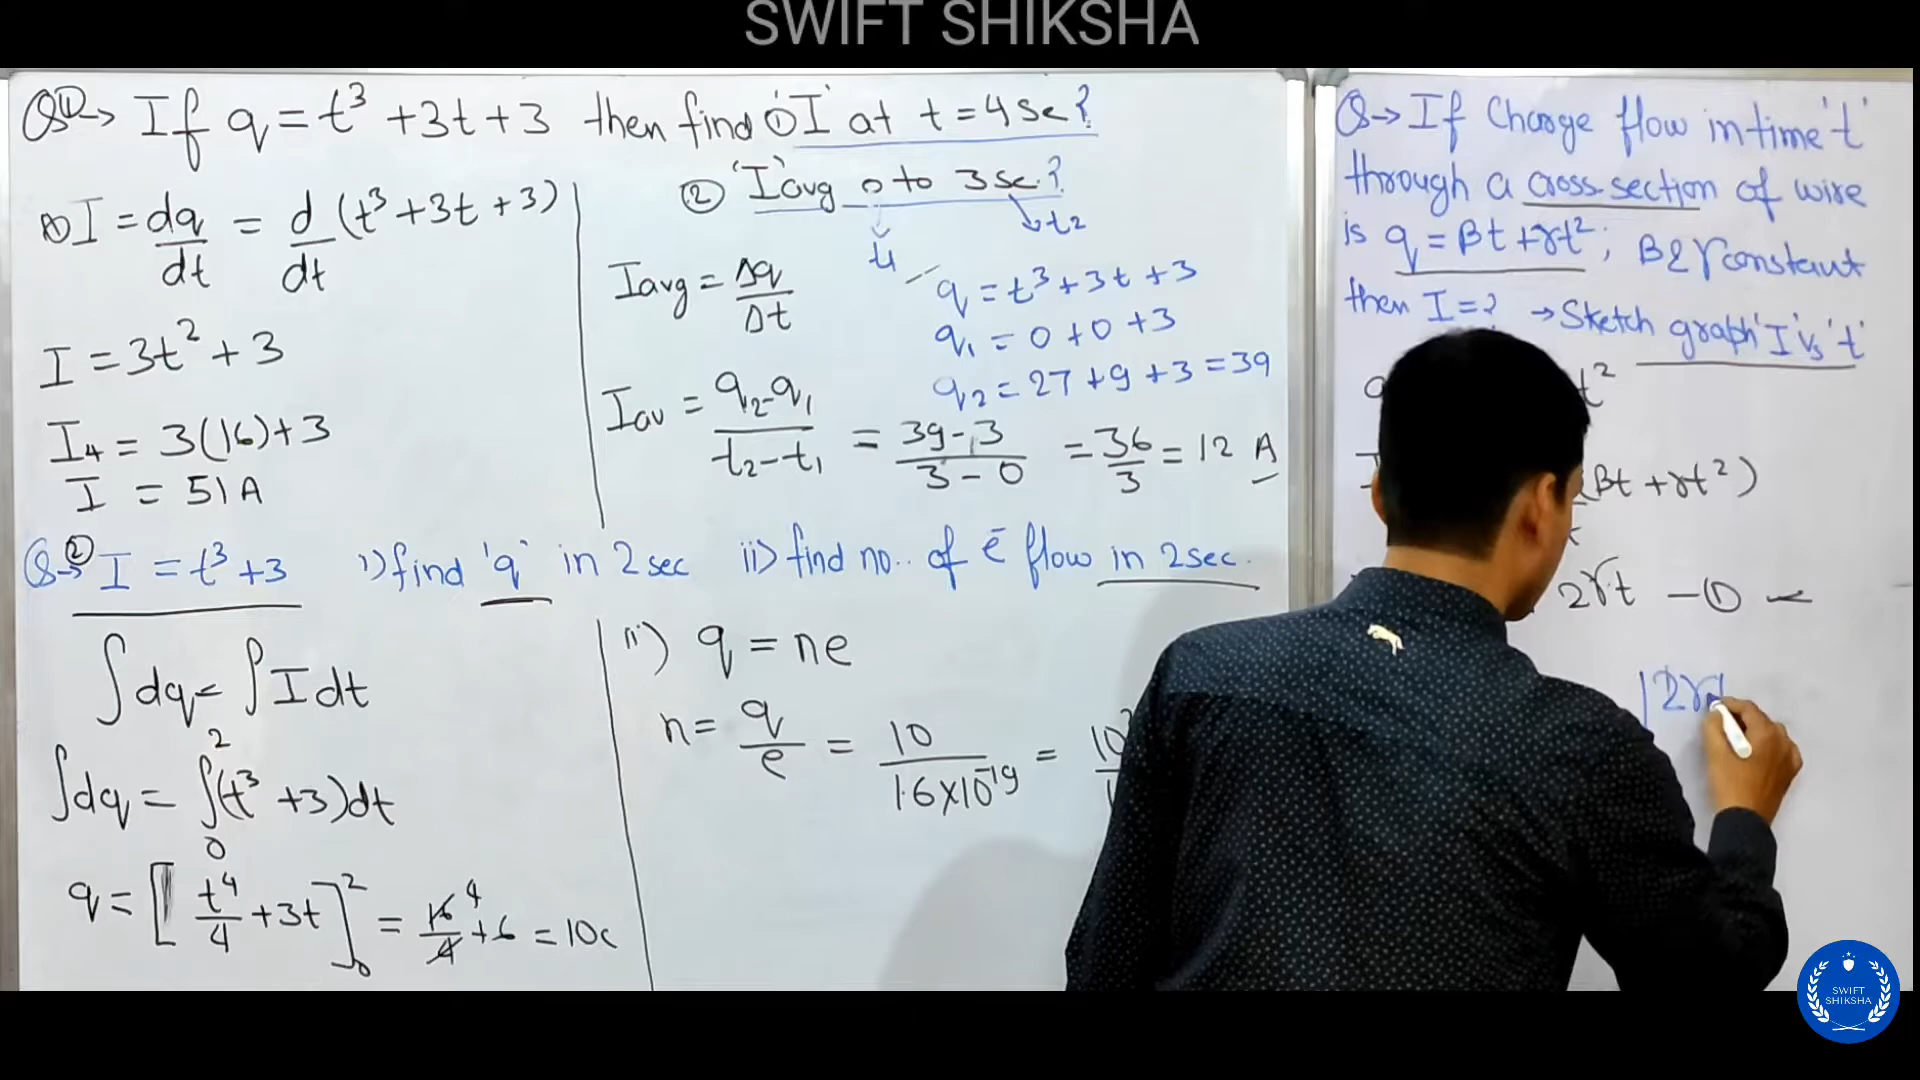 SWIFT SHIKSHA
Q① → If q = t³ + 3t + 3 then find ① 'I' at t = 4 sec?
② 'I'avg 0 to 3 sec?
t₁
t₂
① I = dq/dt = d/dt (t³ + 3t + 3)
I = 3t² + 3
I₄ = 3(16) + 3
I = 51 A
Iavg = Δq/Δt
q = t³ + 3t + 3
q₁ = 0 + 0 + 3
q₂ = 27 + 9 + 3 = 39
Iav = q₂ - q₁ / t₂ - t₁ = 39 - 3 / 3 - 0 = 36/3 = 12 A
Q② → I = t³ + 3 i) find 'q' in 2 sec ii) find no.. of ē flow in 2 sec.
∫dq = ∫I dt
∫dq = ∫₀² (t³ + 3) dt
q = [t⁴/4 + 3t]₀² = 16/4 4 + 6 = 10 c
ii) q = ne
n = q/e = 10 / 1.6 × 10⁻¹⁹ =
Q → If Charge flow in time 't'
through a cross section of wire
is q = βt + γt²; β & γ constant
then I = ? → Sketch graph 'I' vs 't'
t²
(βt + γt²)
2γt - ①
2γ
SWIFT
SHIKSHA